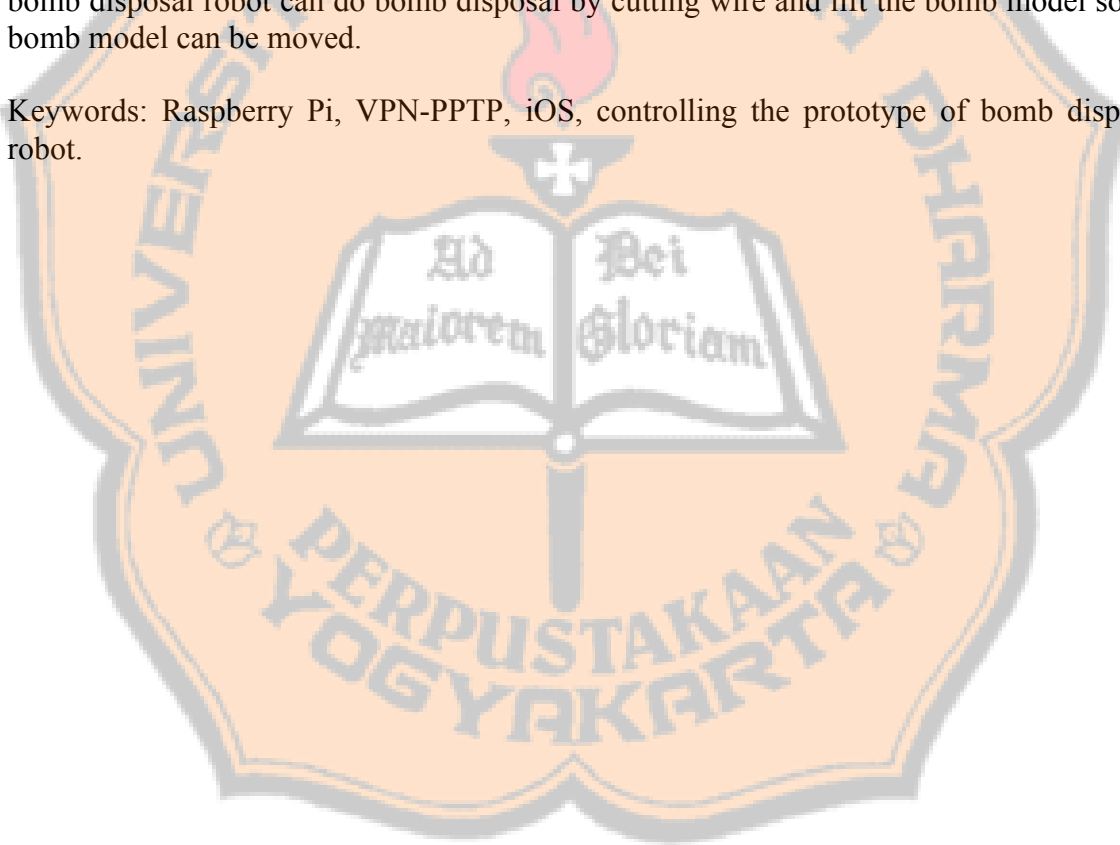 bomb disposal robot can do bomb disposal by cutting wire and lift the bomb model so
bomb model can be moved.
Keywords: Raspberry Pi, VPN-PPTP, iOS, controlling the prototype of bomb disp
robot.
Ad Dei
maiorem Gloriam
PERPUSTAKAAN
YOGYAKARTA